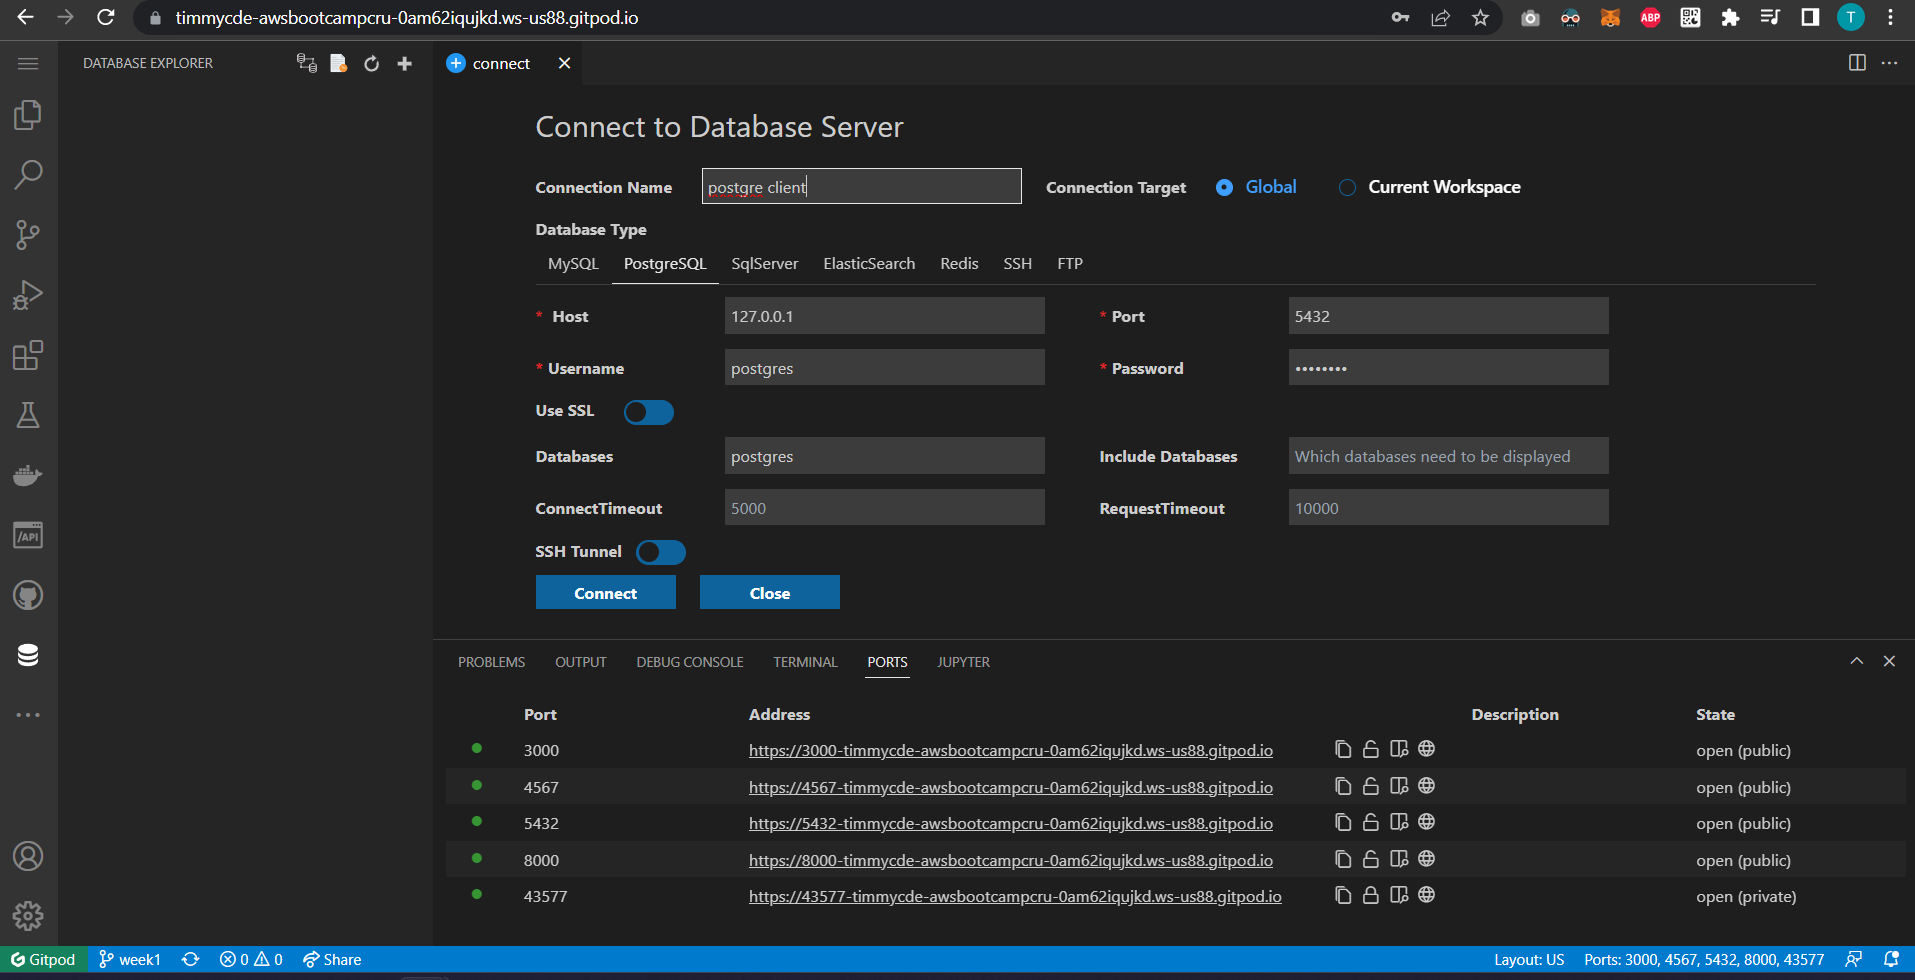 timmycde-awsbootcampcru-0am62iqujkd.ws-us88.gitpod.io
ABP
T
DATABASE EXPLORER
connect
Connect to Database Server
Connection Name postgre client Connection Target Global Current Workspace
Database Type
MySQL PostgreSQL SqlServer ElasticSearch Redis SSH FTP
* Host 127.0.0.1 * Port 5432
* Username postgres * Password ••••••••
Use SSL
Databases postgres Include Databases Which databases need to be displayed
ConnectTimeout 5000 RequestTimeout 10000
SSH Tunnel
Connect Close
/API
PROBLEMS OUTPUT DEBUG CONSOLE TERMINAL PORTS JUPYTER
Port Address Description State
3000 https://3000-timmycde-awsbootcampcru-0am62iqujkd.ws-us88.gitpod.io open (public)
4567 https://4567-timmycde-awsbootcampcru-0am62iqujkd.ws-us88.gitpod.io open (public)
5432 https://5432-timmycde-awsbootcampcru-0am62iqujkd.ws-us88.gitpod.io open (public)
8000 https://8000-timmycde-awsbootcampcru-0am62iqujkd.ws-us88.gitpod.io open (public)
43577 https://43577-timmycde-awsbootcampcru-0am62iqujkd.ws-us88.gitpod.io open (private)
Gitpod week1 0 0 Share Layout: US Ports: 3000, 4567, 5432, 8000, 43577